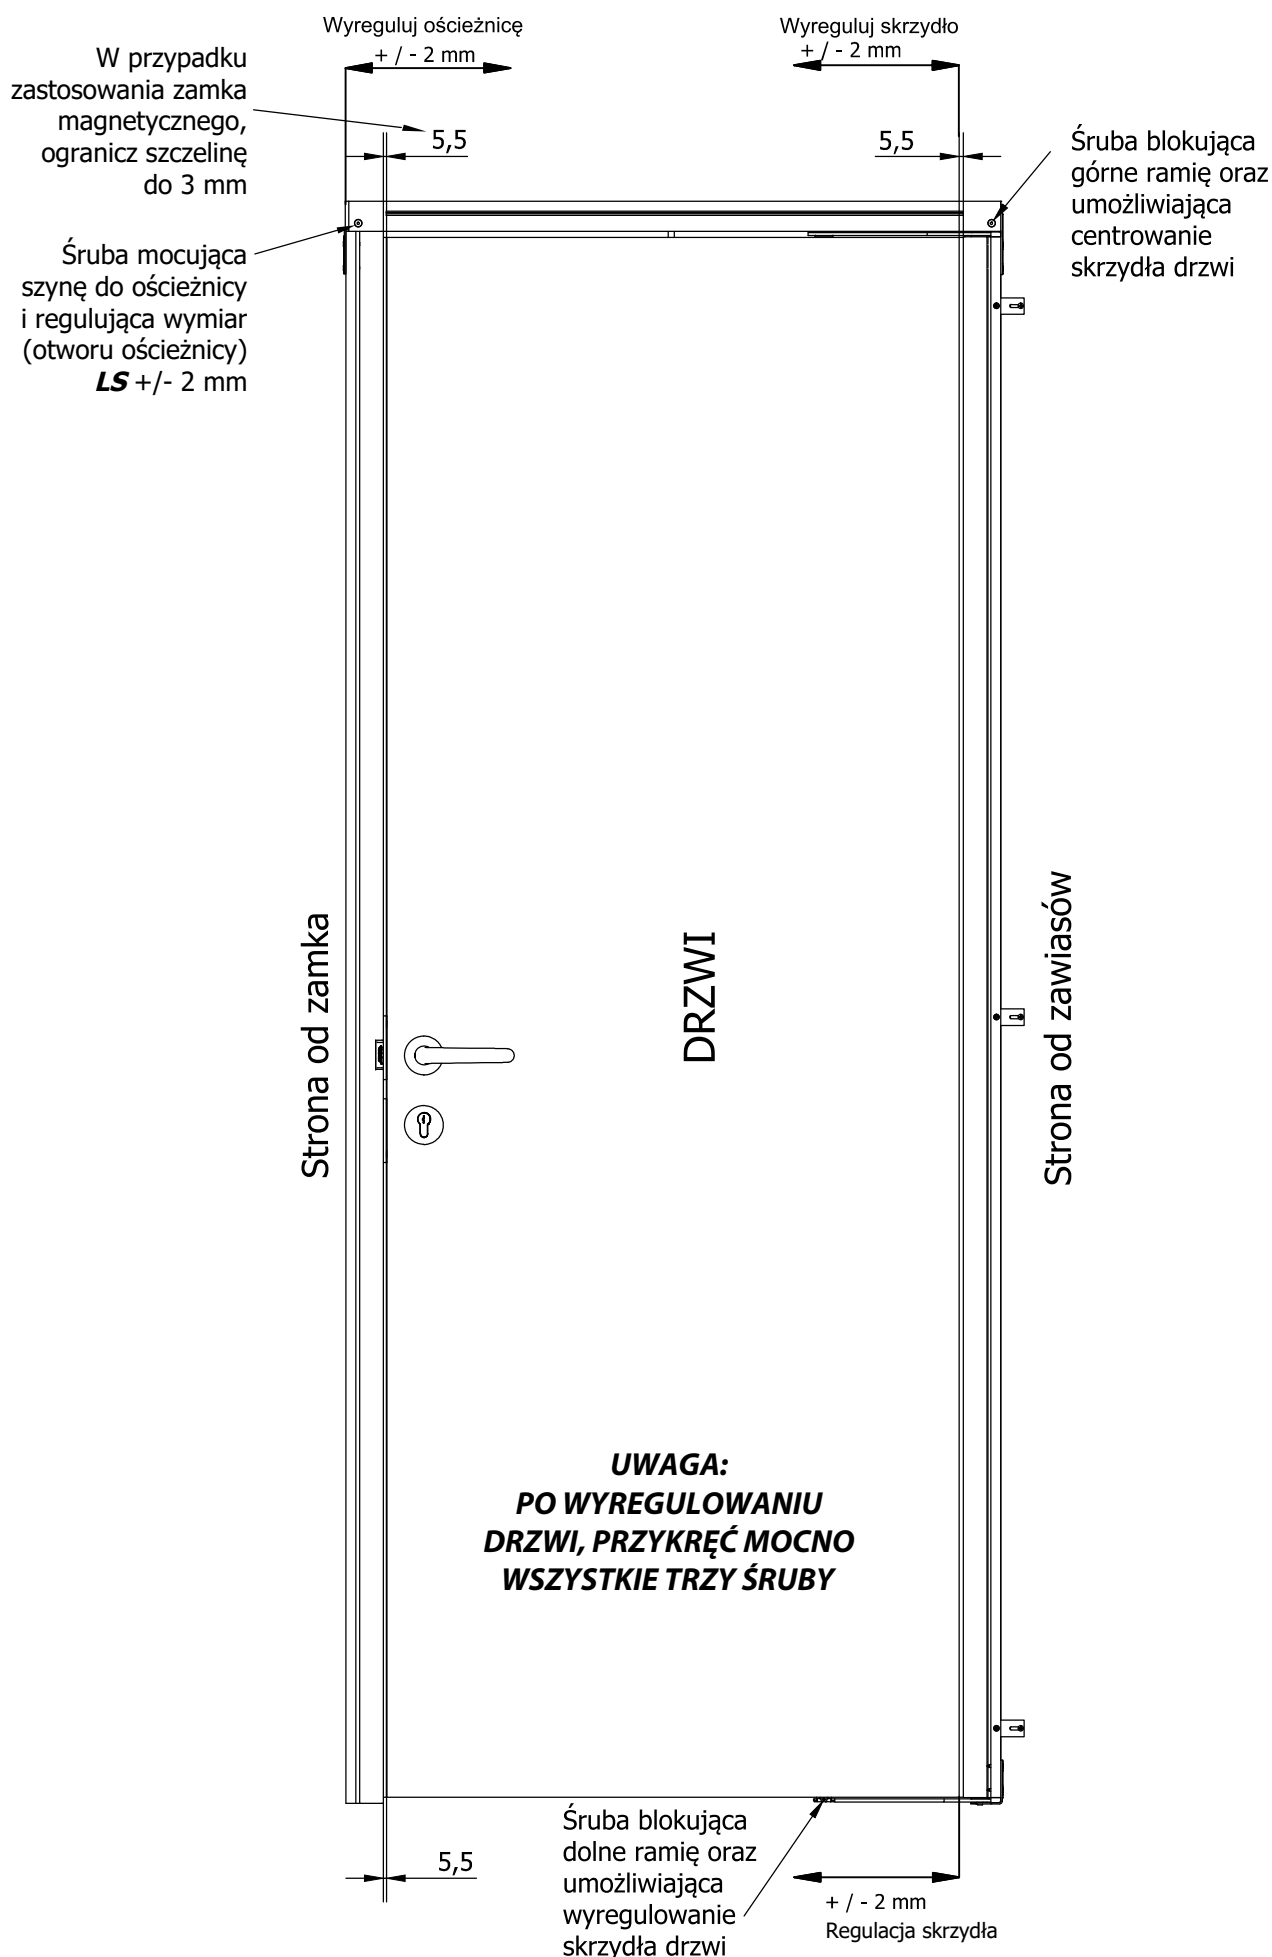 Wyreguluj ościeżnicę
+ / - 2 mm
Wyreguluj skrzydło
+ / - 2 mm
W przypadku
zastosowania zamka
magnetycznego,
ogranicz szczelinę
do 3 mm
5,5
5,5
Śruba blokująca
górne ramię oraz
umożliwiająca
centrowanie
skrzydła drzwi
Śruba mocująca
szynę do ościeżnicy
i regulująca wymiar
(otworu ościeżnicy)
LS +/- 2 mm
Strona od zamka
DRZWI
Strona od zawiasów
UWAGA:
PO WYREGULOWANIU
DRZWI, PRZYKRĘĆ MOCNO
WSZYSTKIE TRZY ŚRUBY
5,5
Śruba blokująca
dolne ramię oraz
umożliwiająca
wyregulowanie
skrzydła drzwi
+ / - 2 mm
Regulacja skrzydła